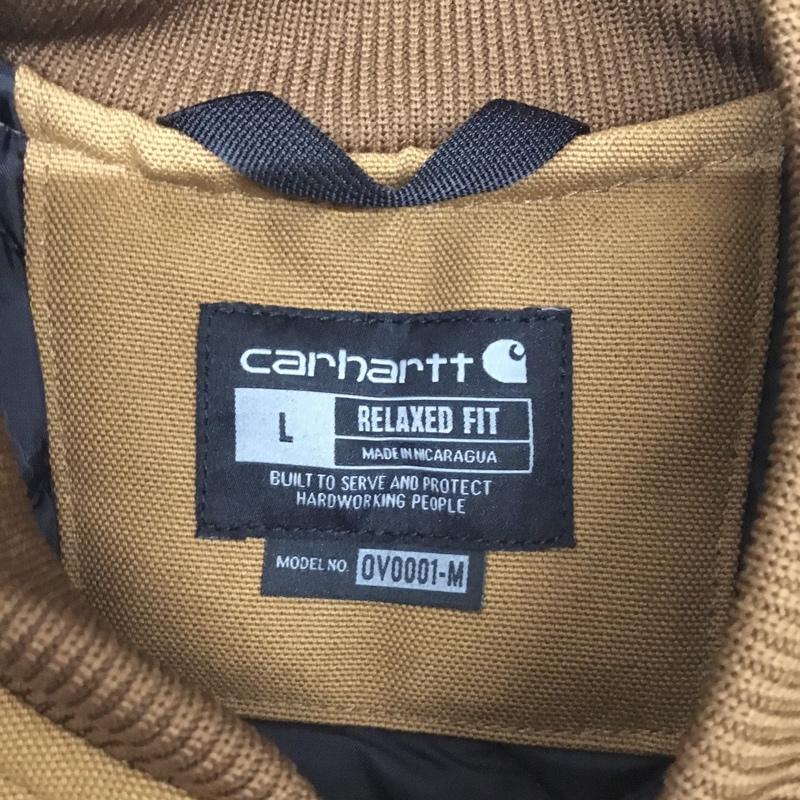 carhartt
L
RELAXED FIT
MADE IN NICARAGUA
BUILT TO SERVE AND PROTECT
HARDWORKING PEOPLE
MODEL NO. OV0001-M